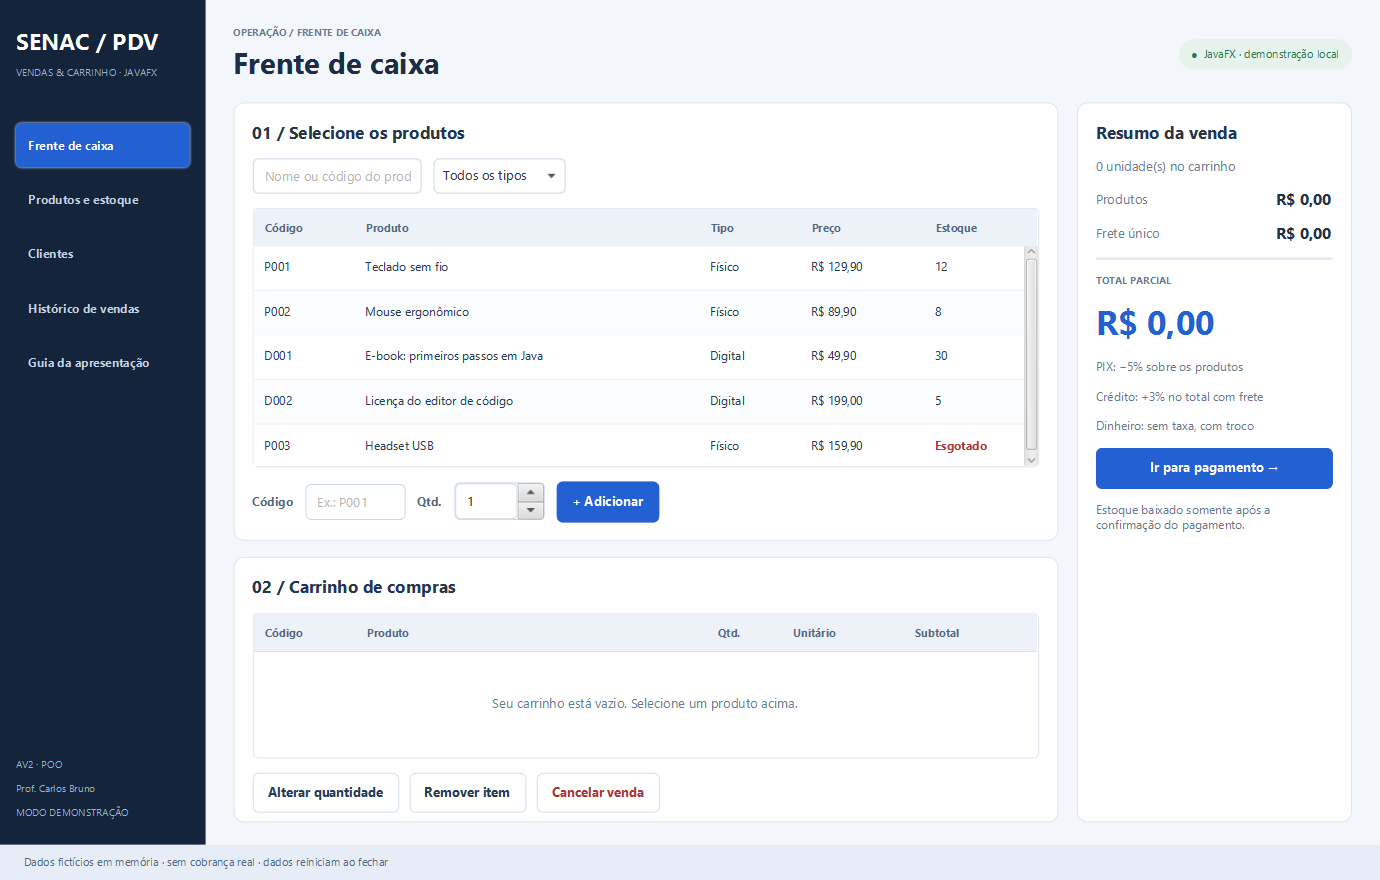 SENAC / PDV
VENDAS & CARRINHO · JAVAFX
Frente de caixa
Produtos e estoque
Clientes
Histórico de vendas
Guia da apresentação
AV2 · POO
Prof. Carlos Bruno
MODO DEMONSTRAÇÃO
OPERAÇÃO / FRENTE DE CAIXA
Frente de caixa
● JavaFX · demonstração local
01 / Selecione os produtos
Nome ou código do prod
Todos os tipos
Código Produto Tipo Preço Estoque
P001 Teclado sem fio Físico R$ 129,90 12
P002 Mouse ergonômico Físico R$ 89,90 8
D001 E-book: primeiros passos em Java Digital R$ 49,90 30
D002 Licença do editor de código Digital R$ 199,00 5
P003 Headset USB Físico R$ 159,90 Esgotado
Código Ex.: P001 Qtd. 1 + Adicionar
02 / Carrinho de compras
Código Produto Qtd. Unitário Subtotal
Seu carrinho está vazio. Selecione um produto acima.
Alterar quantidade Remover item Cancelar venda
Resumo da venda
0 unidade(s) no carrinho
Produtos R$ 0,00
Frete único R$ 0,00
TOTAL PARCIAL
R$ 0,00
PIX: −5% sobre os produtos
Crédito: +3% no total com frete
Dinheiro: sem taxa, com troco
Ir para pagamento →
Estoque baixado somente após a
confirmação do pagamento.
Dados fictícios em memória · sem cobrança real · dados reiniciam ao fechar